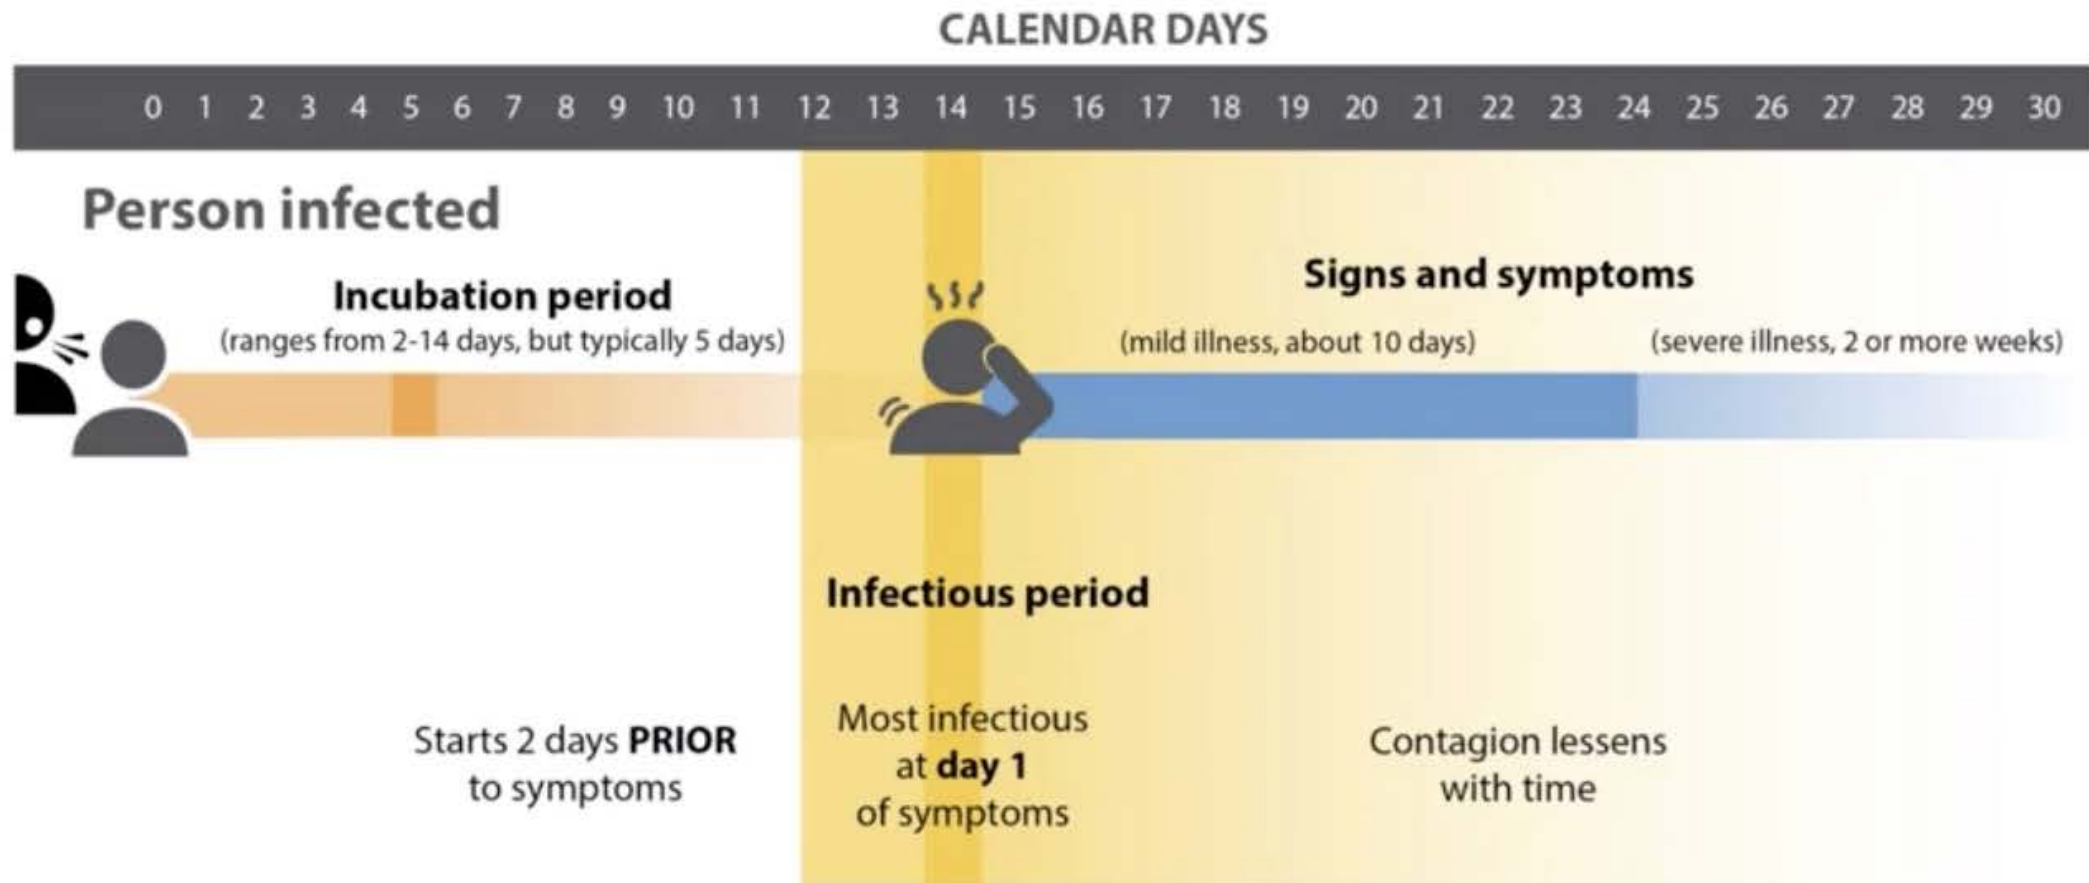 CALENDAR DAYS
0 1 2 3 4 5 6 7 8 9 10 11 12 13 14 15 16 17 18 19 20 21 22 23 24 25 26 27 28 29 30
Person infected
Incubation period
(ranges from 2-14 days, but typically 5 days)
Signs and symptoms
(mild illness, about 10 days)
(severe illness, 2 or more weeks)
Infectious period
Starts 2 days PRIOR
to symptoms
Most infectious
at day 1
of symptoms
Contagion lessens
with time